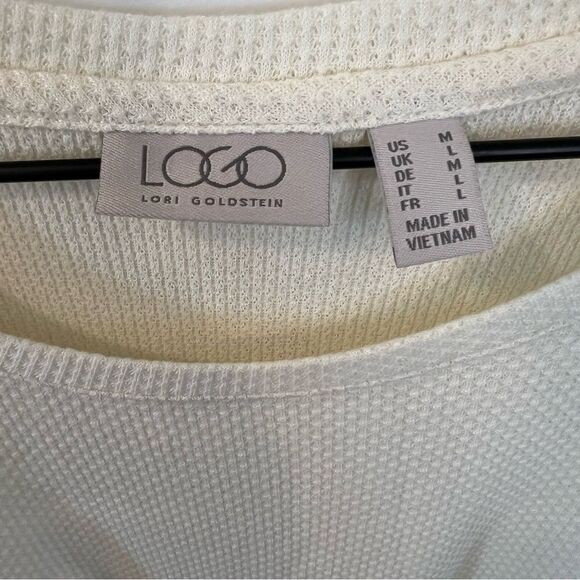 LOGO
LORI GOLDSTEIN
US M
UK L
DE M
IT L
FR L
MADE IN
VIETNAM